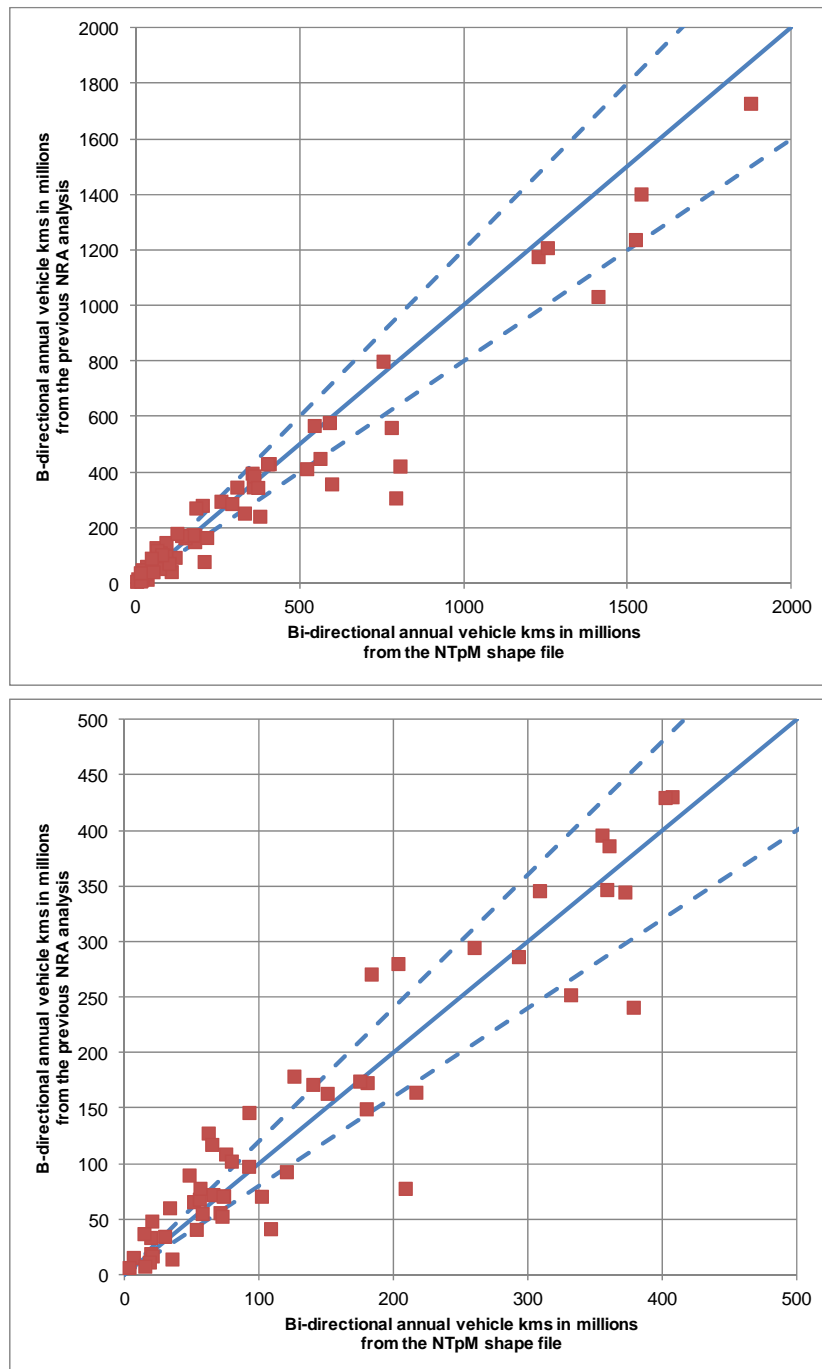 2000
1800
1600
1400
1200
1000
800
600
400
200
0
B-directional annual vehicle kms in millions
from the previous NRA analysis
0 500 1000 1500 2000
Bi-directional annual vehicle kms in millions
from the NTpM shape file
500
450
400
350
300
250
200
150
100
50
0
B-directional annual vehicle kms in millions
from the previous NRA analysis
0 100 200 300 400 500
Bi-directional annual vehicle kms in millions
from the NTpM shape file